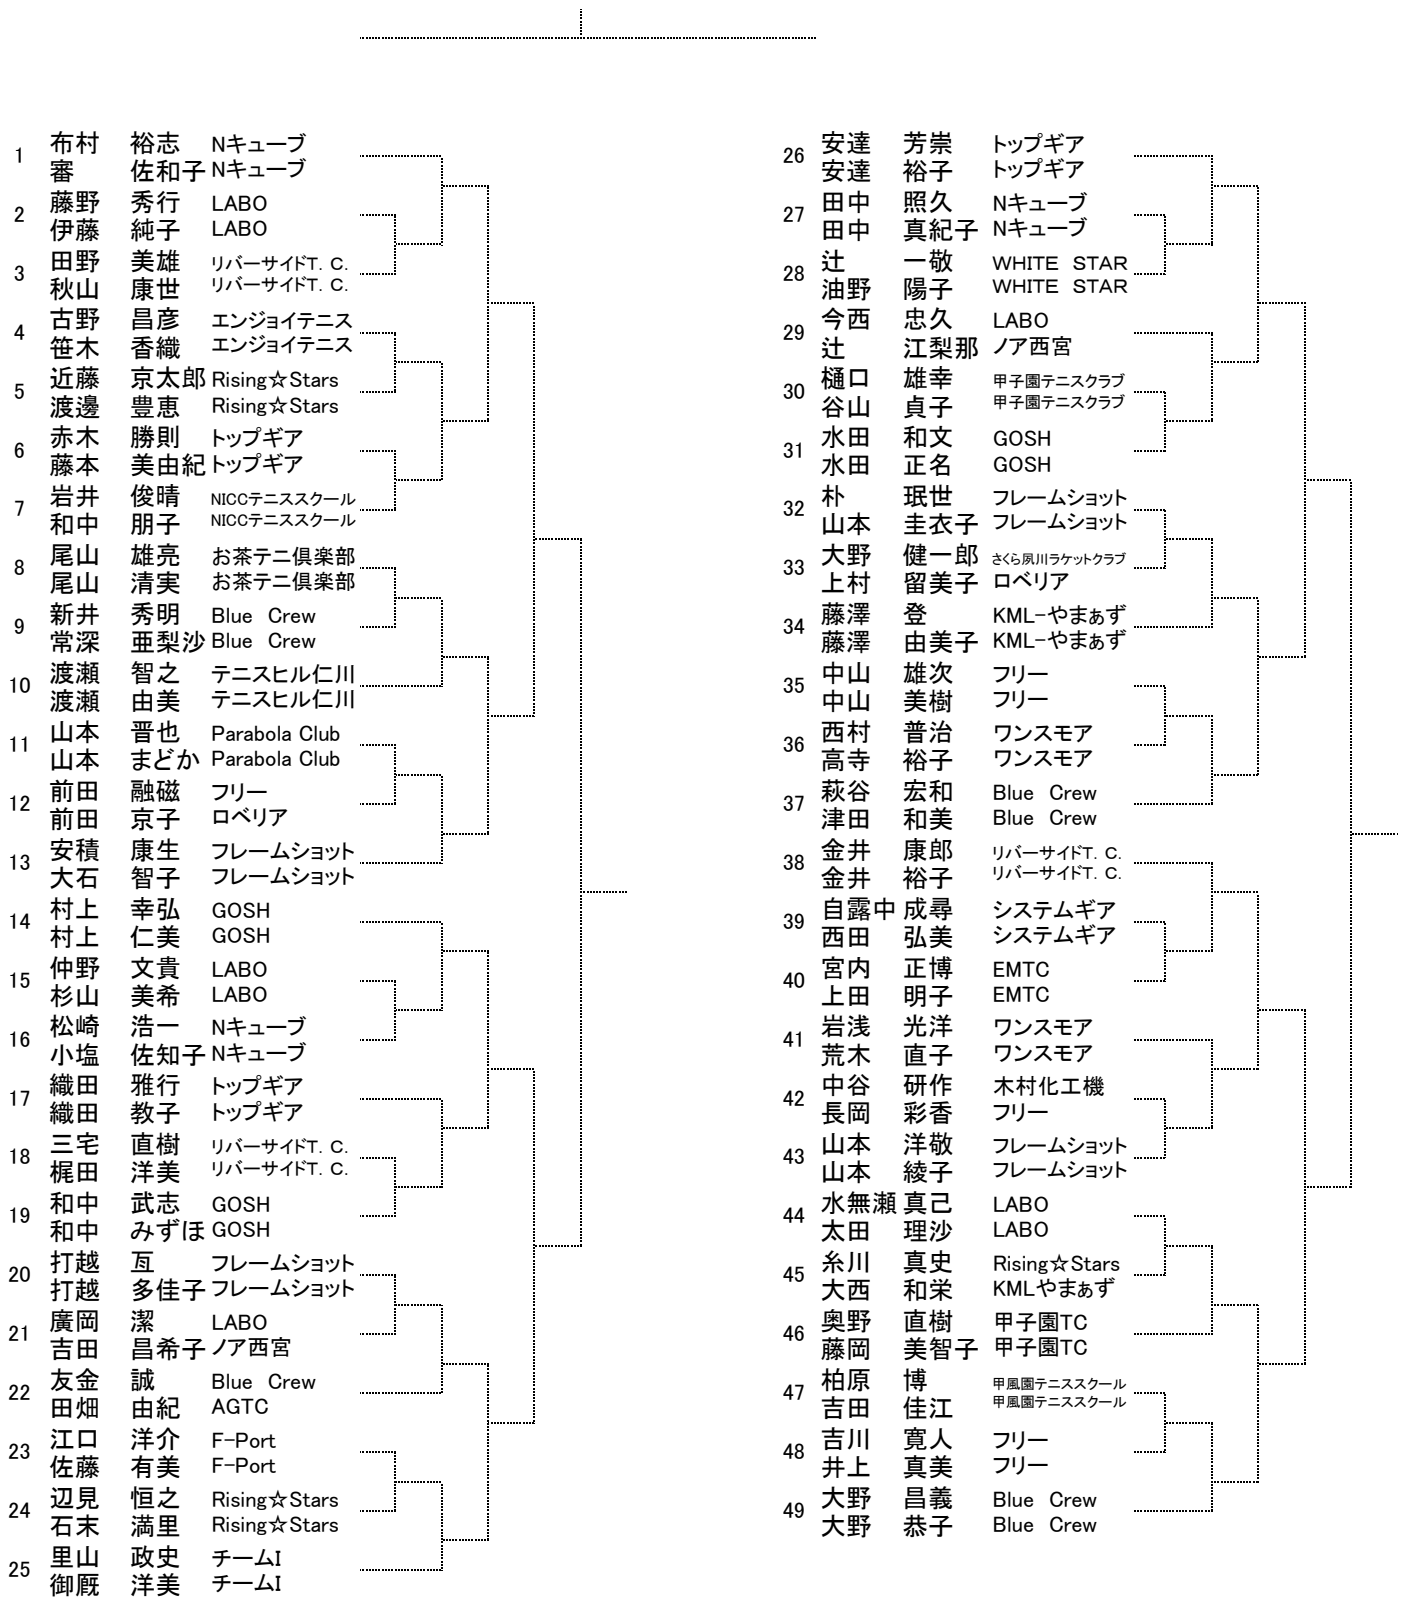 1 布村 裕志 Nキューブ
審 佐和子 Nキューブ
2 藤野 秀行 LABO
伊藤 純子 LABO
3 田野 美雄 リバーサイドT．C．
秋山 康世 リバーサイドT．C．
4 古野 昌彦 エンジョイテニス
笹木 香織 エンジョイテニス
5 近藤 京太郎 Rising☆Stars
渡邊 豊恵 Rising☆Stars
6 赤木 勝則 トップギア
藤本 美由紀 トップギア
7 岩井 俊晴 NICCテニススクール
和中 朋子 NICCテニススクール
8 尾山 雄亮 お茶テニ倶楽部
尾山 清実 お茶テニ倶楽部
9 新井 秀明 Blue Crew
常深 亜梨沙 Blue Crew
10 渡瀬 智之 テニスヒル仁川
渡瀬 由美 テニスヒル仁川
11 山本 晋也 Parabola Club
山本 まどか Parabola Club
12 前田 融磁 フリー
前田 京子 ロベリア
13 安積 康生 フレームショット
大石 智子 フレームショット
14 村上 幸弘 GOSH
村上 仁美 GOSH
15 仲野 文貴 LABO
杉山 美希 LABO
16 松崎 浩一 Nキューブ
小塩 佐知子 Nキューブ
17 織田 雅行 トップギア
織田 教子 トップギア
18 三宅 直樹 リバーサイドT．C．
梶田 洋美 リバーサイドT．C．
19 和中 武志 GOSH
和中 みずほ GOSH
20 打越 亙 フレームショット
打越 多佳子 フレームショット
21 廣岡 潔 LABO
吉田 昌希子 ノア西宮
22 友金 誠 Blue Crew
田畑 由紀 AGTC
23 江口 洋介 F-Port
佐藤 有美 F-Port
24 辺見 恒之 Rising☆Stars
石末 満里 Rising☆Stars
25 里山 政史 チームI
御厩 洋美 チームI
26 安達 芳崇 トップギア
安達 裕子 トップギア
27 田中 照久 Nキューブ
田中 真紀子 Nキューブ
28 辻 一敬 WHITE STAR
油野 陽子 WHITE STAR
29 今西 忠久 LABO
辻 江梨那 ノア西宮
30 樋口 雄幸 甲子園テニスクラブ
谷山 貞子 甲子園テニスクラブ
31 水田 和文 GOSH
水田 正名 GOSH
32 朴 珉世 フレームショット
山本 圭衣子 フレームショット
33 大野 健一郎 さくら夙川ラケットクラブ
上村 留美子 ロベリア
34 藤澤 登 KML-やまぁず
藤澤 由美子 KML-やまぁず
35 中山 雄次 フリー
中山 美樹 フリー
36 西村 普治 ワンスモア
高寺 裕子 ワンスモア
37 萩谷 宏和 Blue Crew
津田 和美 Blue Crew
38 金井 康郎 リバーサイドT．C．
金井 裕子 リバーサイドT．C．
39 自露中 成尋 システムギア
西田 弘美 システムギア
40 宮内 正博 EMTC
上田 明子 EMTC
41 岩浅 光洋 ワンスモア
荒木 直子 ワンスモア
42 中谷 研作 木村化工機
長岡 彩香 フリー
43 山本 洋敬 フレームショット
山本 綾子 フレームショット
44 水無瀬 真己 LABO
太田 理沙 LABO
45 糸川 真史 Rising☆Stars
大西 和栄 KMLやまぁず
46 奥野 直樹 甲子園TC
藤岡 美智子 甲子園TC
47 柏原 博 甲風園テニススクール
吉田 佳江 甲風園テニススクール
48 吉川 寛人 フリー
井上 真美 フリー
49 大野 昌義 Blue Crew
大野 恭子 Blue Crew